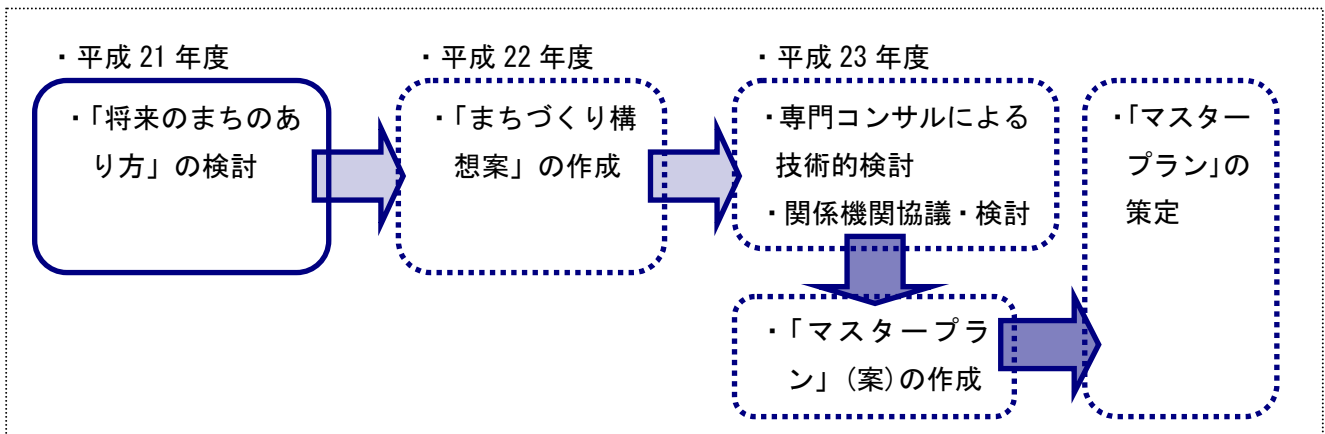 ・平成 21 年度
・「将来のまちのあ
り方」の検討
・平成 22 年度
・「まちづくり構
想案」の作成
・平成 23 年度
・専門コンサルによる
技術的検討
・関係機関協議・検討
・「マスタープラ
ン」(案)の作成
・「マスター
プラン」の
策定